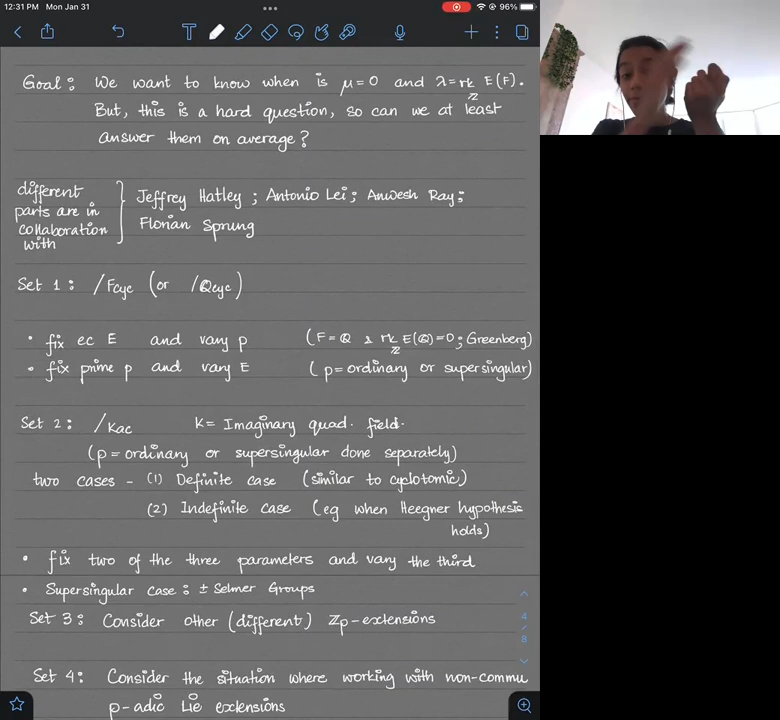 12:31 PM Mon Jan 31
96%
Goal: We want to know when is μ=0 and λ=rk_ℤ E(F).
But, this is a hard question, so can we at least
answer them on average?
different
parts are in
collaboration
with
Jeffrey Hatley ; Antonio Lei ; Anwesh Ray ;
Florian Sprung
Set 1: /Fcyc (or /Qcyc)
• fix ec E and vary p (F=Q & rk_ℤ E(Q)=0; Greenberg)
• fix prime p and vary E (p=ordinary or supersingular)
Set 2: /Kac K= Imaginary quad. field.
(p=ordinary or supersingular done separately)
two cases - (1) Definite case (similar to cyclotomic)
(2) Indefinite case (eg when Heegner hypothesis
holds)
• fix two of the three parameters and vary the third
• Supersingular case: ± Selmer Groups
Set 3: Consider other (different) ℤp-extensions
Set 4: Consider the situation where working with non-commu
p-adic Lie extensions
4
/
8